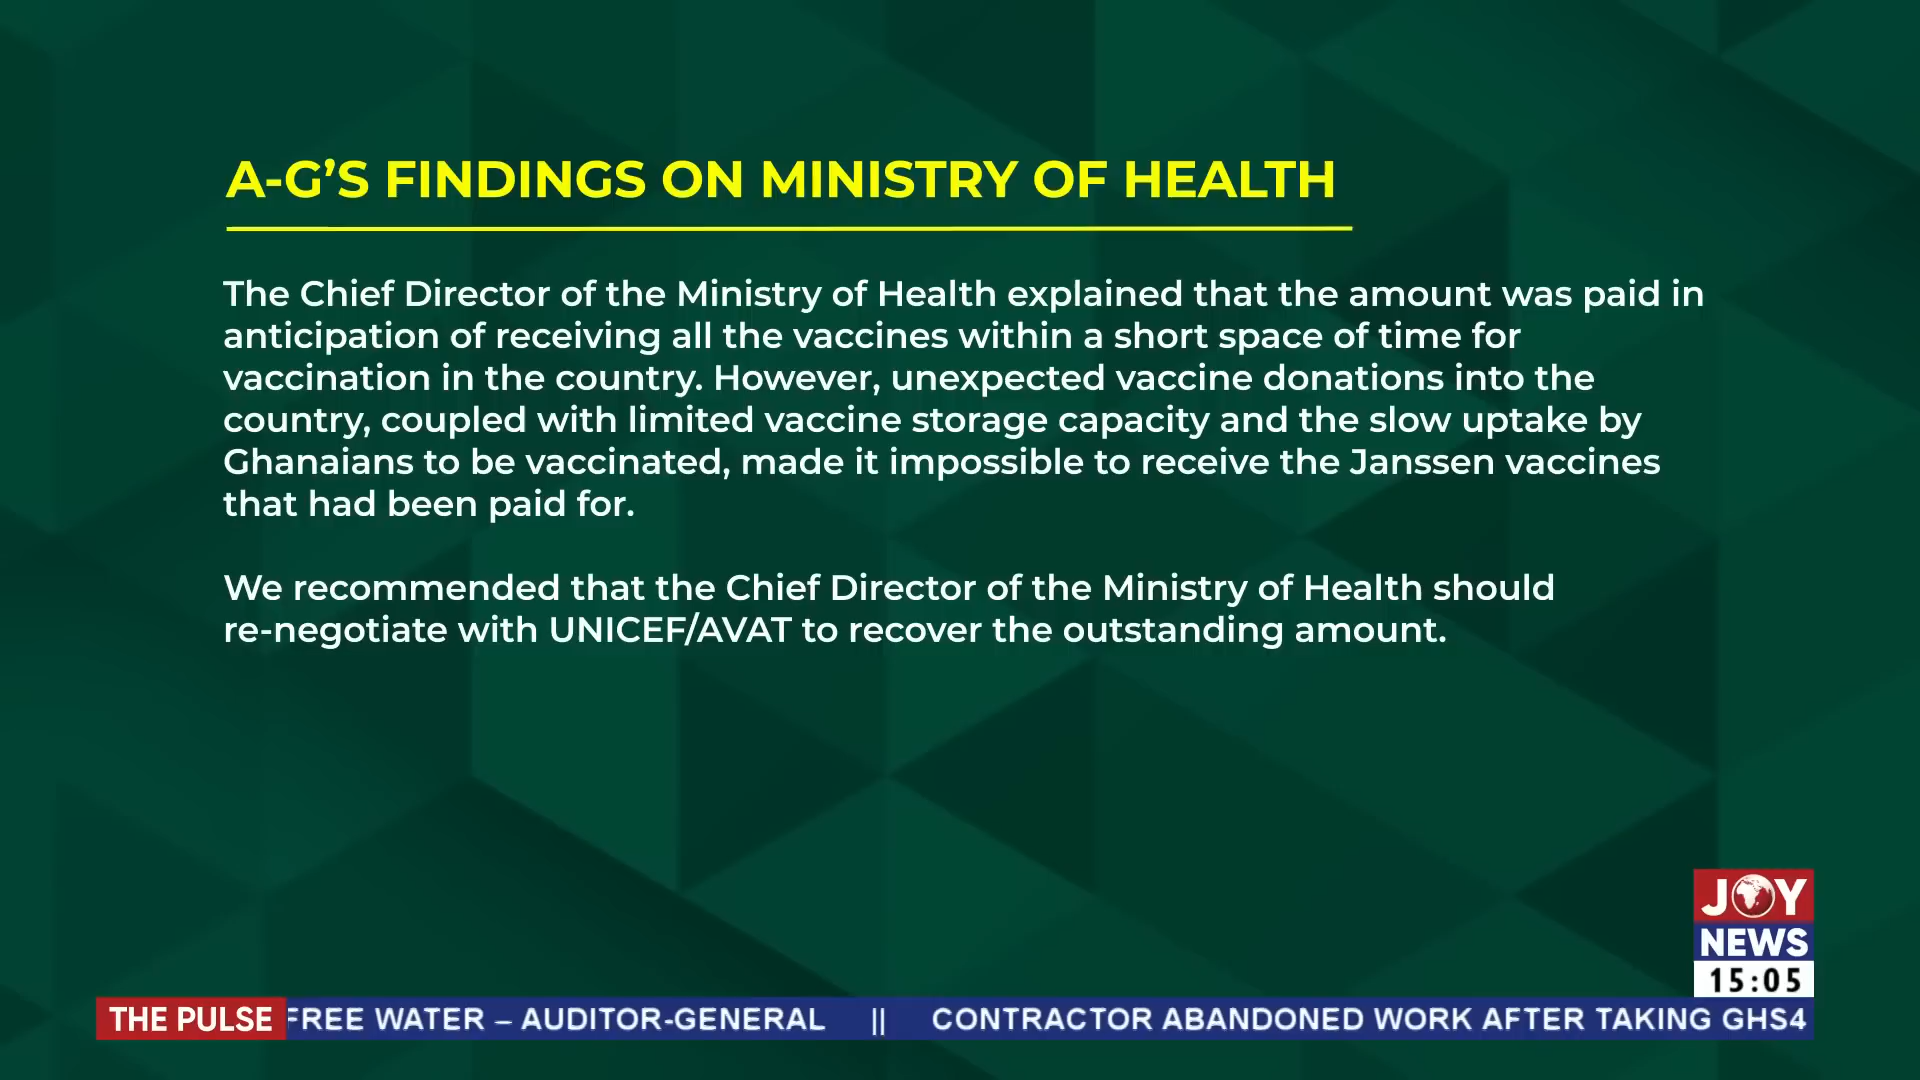 A-G’S FINDINGS ON MINISTRY OF HEALTH
The Chief Director of the Ministry of Health explained that the amount was paid in
anticipation of receiving all the vaccines within a short space of time for
vaccination in the country. However, unexpected vaccine donations into the
country, coupled with limited vaccine storage capacity and the slow uptake by
Ghanaians to be vaccinated, made it impossible to receive the Janssen vaccines
that had been paid for.
We recommended that the Chief Director of the Ministry of Health should
re-negotiate with UNICEF/AVAT to recover the outstanding amount.
JOY
NEWS
15:05
THE PULSE FREE WATER – AUDITOR-GENERAL || CONTRACTOR ABANDONED WORK AFTER TAKING GHS4